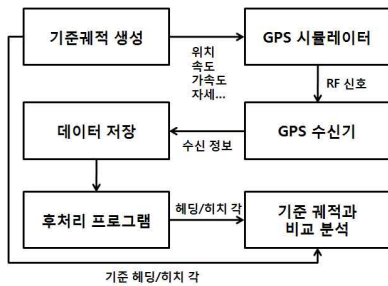 기준궤적 생성
GPS 시뮬레이터
위치
속도
가속도
자세...
RF 신호
데이터 저장
GPS 수신기
수신 정보
후처리 프로그램
헤딩/히치 각
기준 궤적과
비교 분석
기준 헤딩/히치 각